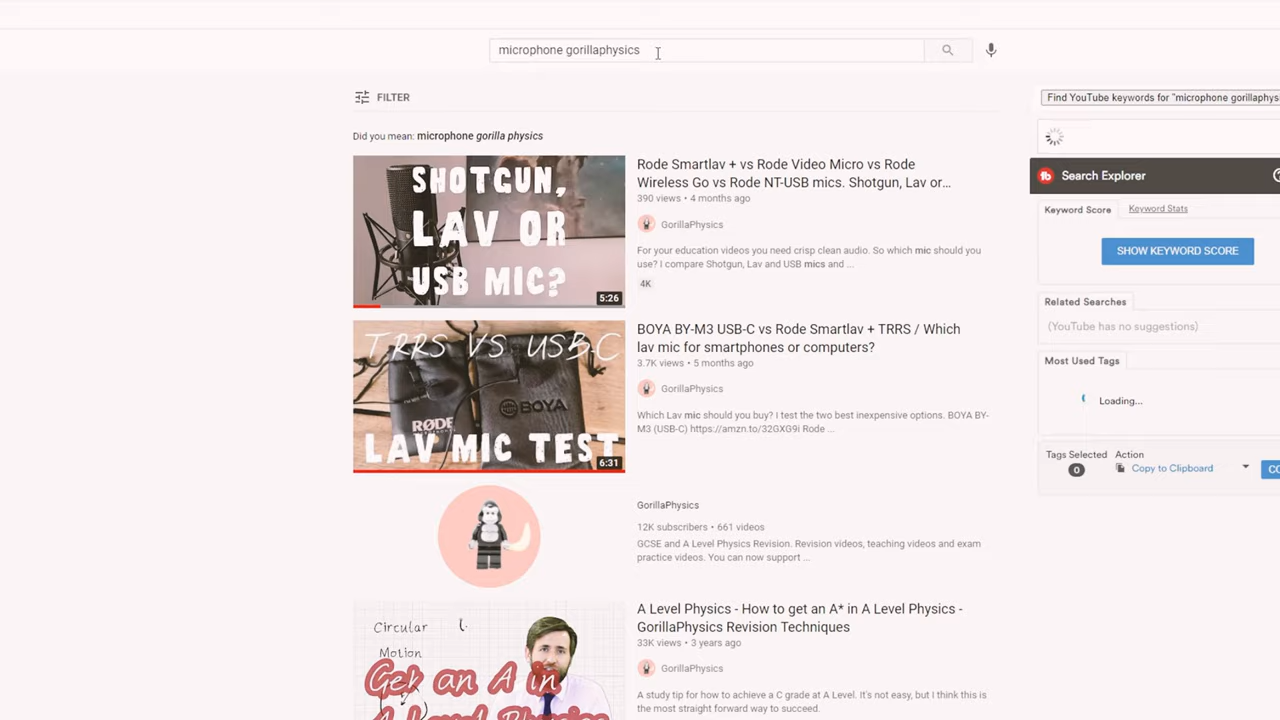 microphone gorillaphysics
FILTER
Did you mean: microphone gorilla physics
SHOTGUN,
LAV OR
USB MIC?
5:26
Rode Smartlav + vs Rode Video Micro vs Rode
Wireless Go vs Rode NT-USB mics. Shotgun, Lav or...
390 views • 4 months ago
GorillaPhysics
For your education videos you need crisp clean audio. So which mic should you
use? I compare Shotgun, Lav and USB mics and ...
4K
TRRS VS USB-C
RØDE
BOYA
LAV MIC TEST
6:31
BOYA BY-M3 USB-C vs Rode Smartlav + TRRS / Which
lav mic for smartphones or computers?
3.7K views • 5 months ago
GorillaPhysics
Which Lav mic should you buy? I test the two best inexpensive options. BOYA BY-
M3 (USB-C) https://amzn.to/32GXG9i Rode ...
GorillaPhysics
12K subscribers • 661 videos
GCSE and A Level Physics Revision. Revision videos, teaching videos and exam
practice videos. You can now support ...
Circular
Motion
Get an A in
A Level Physics
A Level Physics - How to get an A* in A Level Physics -
GorillaPhysics Revision Techniques
33K views • 3 years ago
GorillaPhysics
A study tip for how to achieve a C grade at A Level. It's not easy, but I think this is
the most straight forward way to succeed.
Find YouTube keywords for "microphone gorillaphysi
Search Explorer
Keyword Score
Keyword Stats
SHOW KEYWORD SCORE
Related Searches
(YouTube has no suggestions)
Most Used Tags
Loading...
Tags Selected
0
Action
Copy to Clipboard
CO